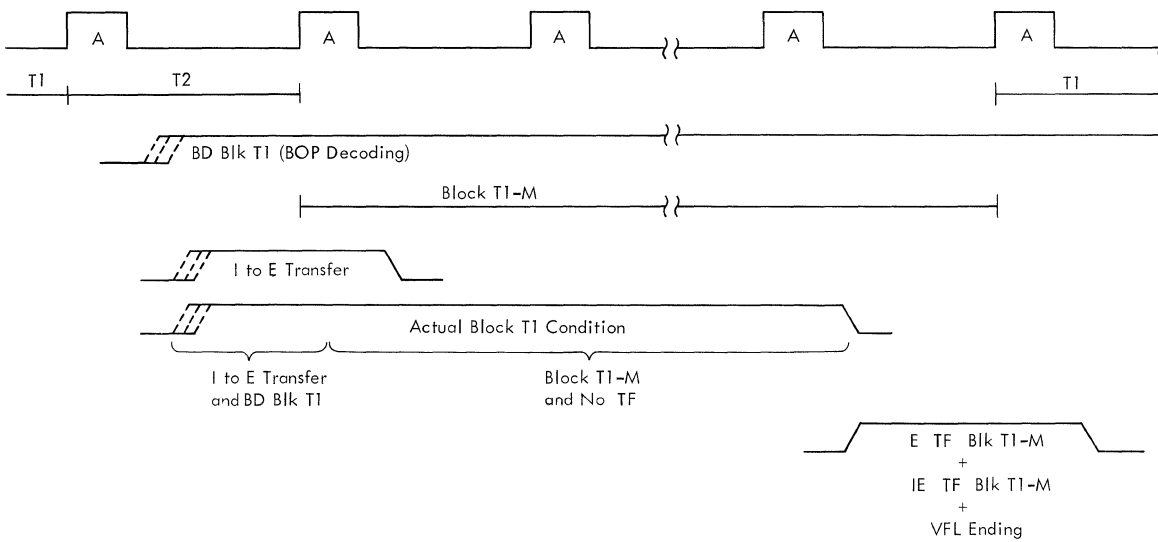 A A A A A
T1 T2 T1
BD Blk T1 (BOP Decoding)
Block T1-M
I to E Transfer
Actual Block T1 Condition
I to E Transfer
and BD Blk T1
Block T1-M
and No TF
E TF Blk T1-M
+
IE TF Blk T1-M
+
VFL Ending